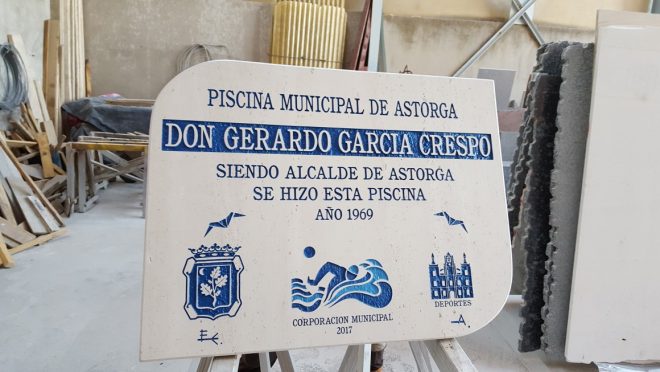 PISCINA MUNICIPAL DE ASTORGA
DON GERARDO GARCIA CRESPO
SIENDO ALCALDE DE ASTORGA
SE HIZO ESTA PISCINA
AÑO 1969
DEPORTES
CORPORACION MUNICIPAL
2017